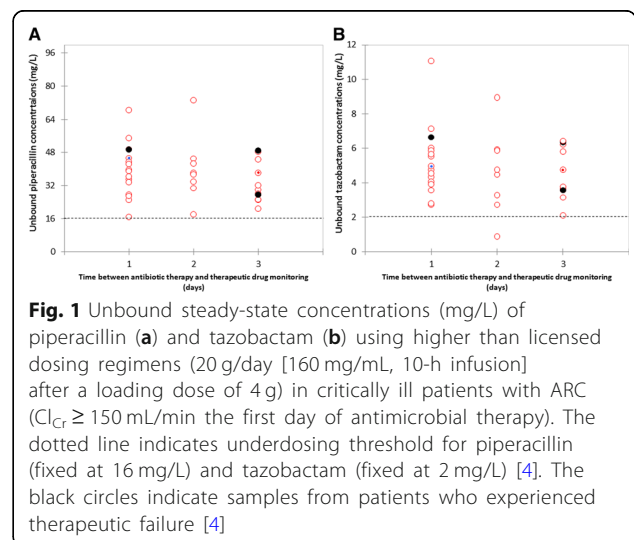 A
Unbound piperacillin concentrtaions (mg/L)
96
80
64
48
32
16
0
1 2 3
Time between antibiotic therapy and therapeutic drug monitoring
(days)
B
Unbound tazobactam concentrations (mg/L)
12
10
8
6
4
2
0
1 2 3
Time between antibiotic therapy and therapeutic drug monitoring
(days)
Fig. 1 Unbound steady-state concentrations (mg/L) of
piperacillin (a) and tazobactam (b) using higher than licensed
dosing regimens (20 g/day [160 mg/mL, 10-h infusion]
after a loading dose of 4 g) in critically ill patients with ARC
(ClCr ≥ 150 mL/min the first day of antimicrobial therapy). The
dotted line indicates underdosing threshold for piperacillin
(fixed at 16 mg/L) and tazobactam (fixed at 2 mg/L) [4]. The
black circles indicate samples from patients who experienced
therapeutic failure [4]